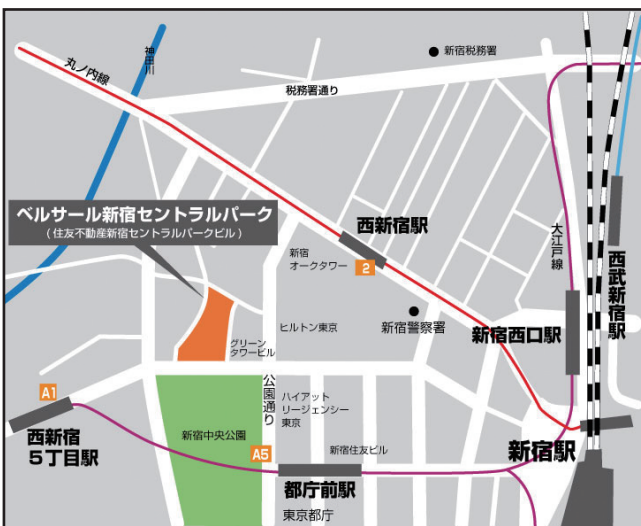 丸ノ内線
神田川
新宿税務署
税務署通り
ベルサール新宿セントラルパーク
(住友不動産新宿セントラルパークビル)
西新宿駅
2
新宿
オークタワー
大江戸線
西武新宿駅
ヒルトン東京
新宿警察署
新宿西口駅
グリーン
タワービル
A1
公園通り
ハイアット
リージェンシー
東京
西新宿
5丁目駅
新宿中央公園
A5
新宿住友ビル
新宿駅
都庁前駅
東京都庁